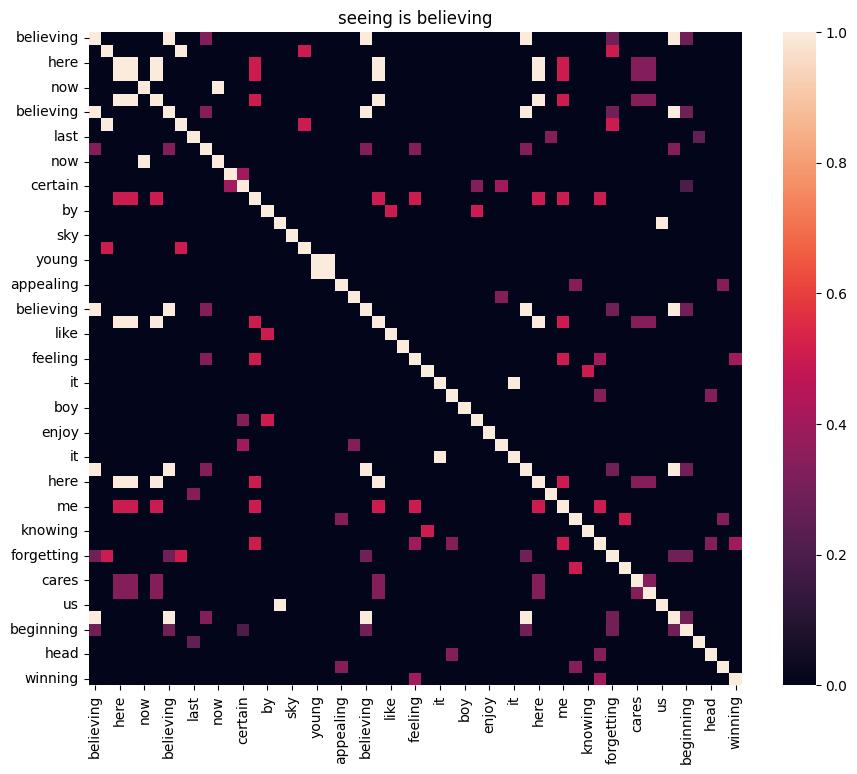 seeing is believing
believing
here
now
believing
last
now
certain
by
sky
young
appealing
believing
like
feeling
it
boy
enjoy
it
here
me
knowing
forgetting
cares
us
beginning
head
winning
believing
here
now
believing
last
now
certain
by
sky
young
appealing
believing
like
feeling
it
boy
enjoy
it
here
me
knowing
forgetting
cares
us
beginning
head
winning
1.0
0.8
0.6
0.4
0.2
0.0